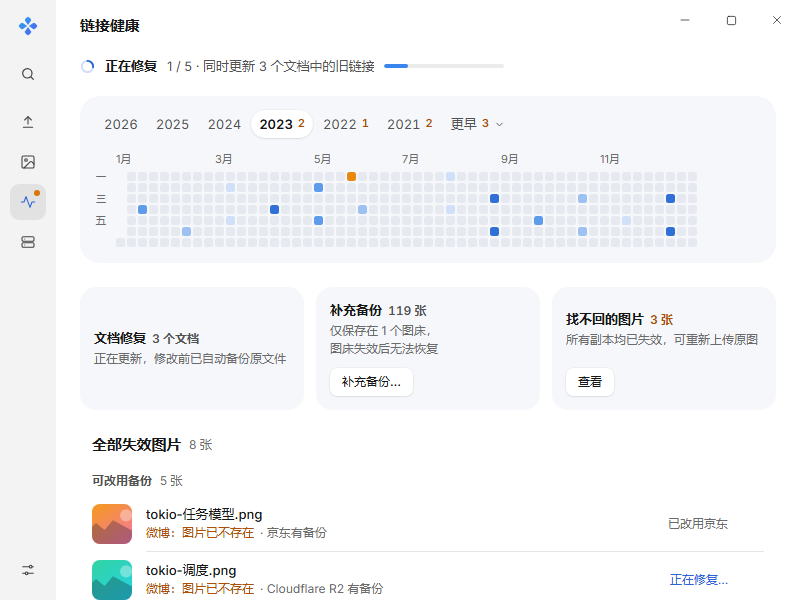 链接健康
正在修复 1 / 5 · 同时更新 3 个文档中的旧链接
2026 2025 2024 2023 2 2022 1 2021 2 更早 3
1月 3月 5月 7月 9月 11月
一
三
五
文档修复 3 个文档
正在更新，修改前已自动备份原文件
补充备份 119 张
仅保存在 1 个图床，
图床失效后无法恢复
补充备份...
找不回的图片 3 张
所有副本均已失效，可重新上传原图
查看
全部失效图片 8 张
可改用备份 5 张
tokio-任务模型.png
微博：图片已不存在 · 京东有备份
已改用京东
tokio-调度.png
微博：图片已不存在 · Cloudflare R2 有备份
正在修复...